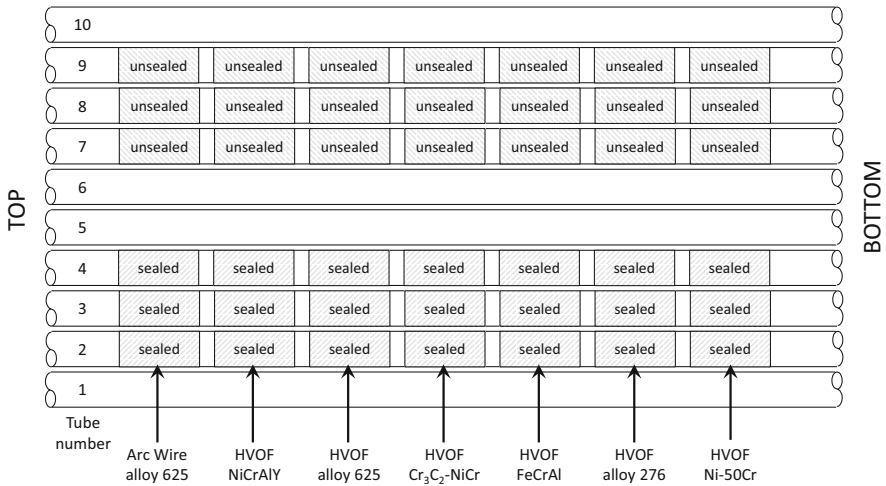 10
9 unsealed unsealed unsealed unsealed unsealed unsealed unsealed
8 unsealed unsealed unsealed unsealed unsealed unsealed unsealed
7 unsealed unsealed unsealed unsealed unsealed unsealed unsealed
6
5
4 sealed sealed sealed sealed sealed sealed sealed
3 sealed sealed sealed sealed sealed sealed sealed
2 sealed sealed sealed sealed sealed sealed sealed
1
TOP
BOTTOM
Tube
number
Arc Wire
alloy 625
HVOF
NiCrAlY
HVOF
alloy 625
HVOF
Cr₃C₂-NiCr
HVOF
FeCrAl
HVOF
alloy 276
HVOF
Ni-50Cr